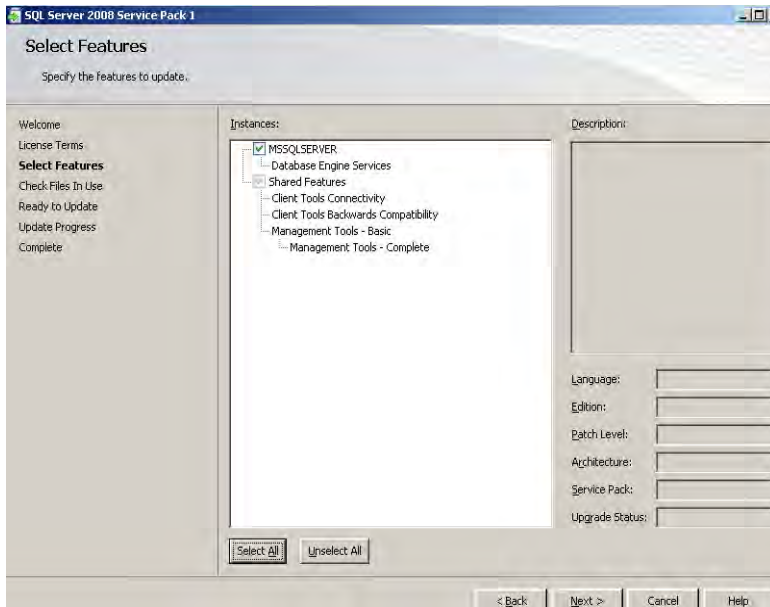 SQL Server 2008 Service Pack 1
Select Features
Specify the features to update.
Welcome
License Terms
Select Features
Check Files In Use
Ready to Update
Update Progress
Complete
Instances:
MSSQLSERVER
Database Engine Services
Shared Features
Client Tools Connectivity
Client Tools Backwards Compatibility
Management Tools - Basic
Management Tools - Complete
Description:
Language:
Edition:
Patch Level:
Architecture:
Service Pack:
Upgrade Status:
Select All
Unselect All
< Back
Next >
Cancel
Help